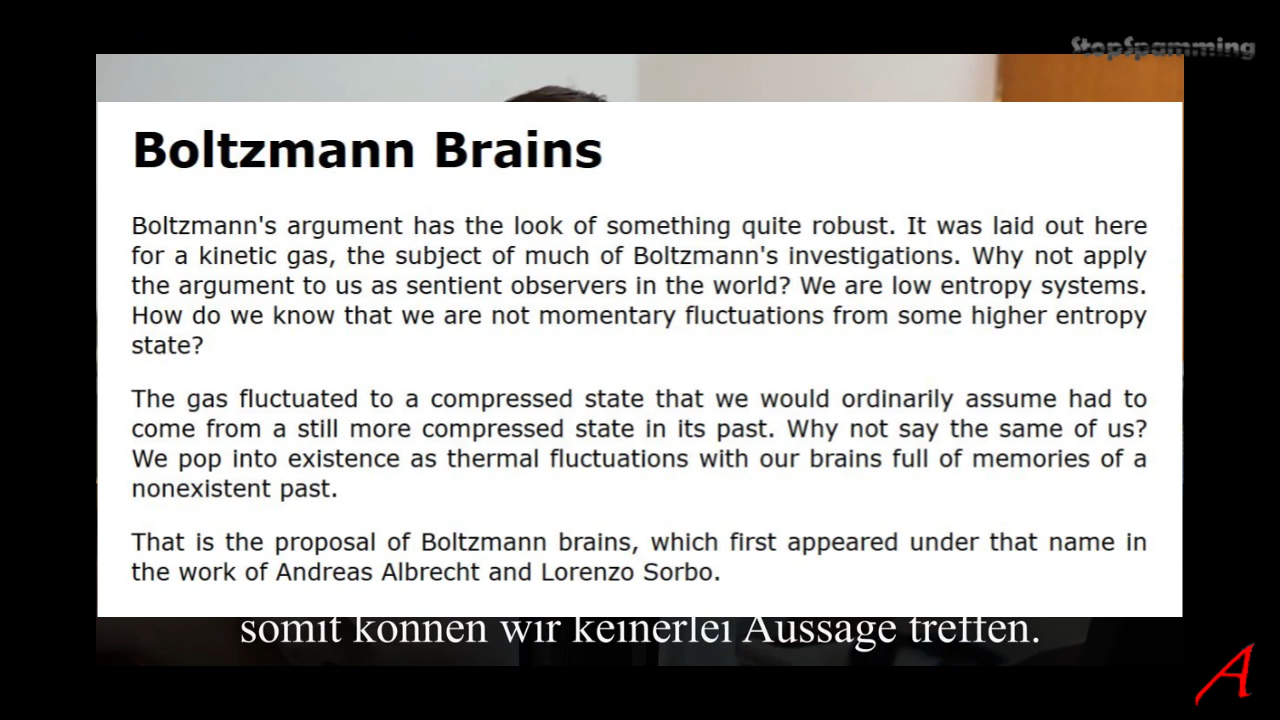 StopSpamming
Boltzmann Brains
Boltzmann's argument has the look of something quite robust. It was laid out here
for a kinetic gas, the subject of much of Boltzmann's investigations. Why not apply
the argument to us as sentient observers in the world? We are low entropy systems.
How do we know that we are not momentary fluctuations from some higher entropy
state?
The gas fluctuated to a compressed state that we would ordinarily assume had to
come from a still more compressed state in its past. Why not say the same of us?
We pop into existence as thermal fluctuations with our brains full of memories of a
nonexistent past.
That is the proposal of Boltzmann brains, which first appeared under that name in
the work of Andreas Albrecht and Lorenzo Sorbo.
somit können wir keinerlei Aussage treffen.
A